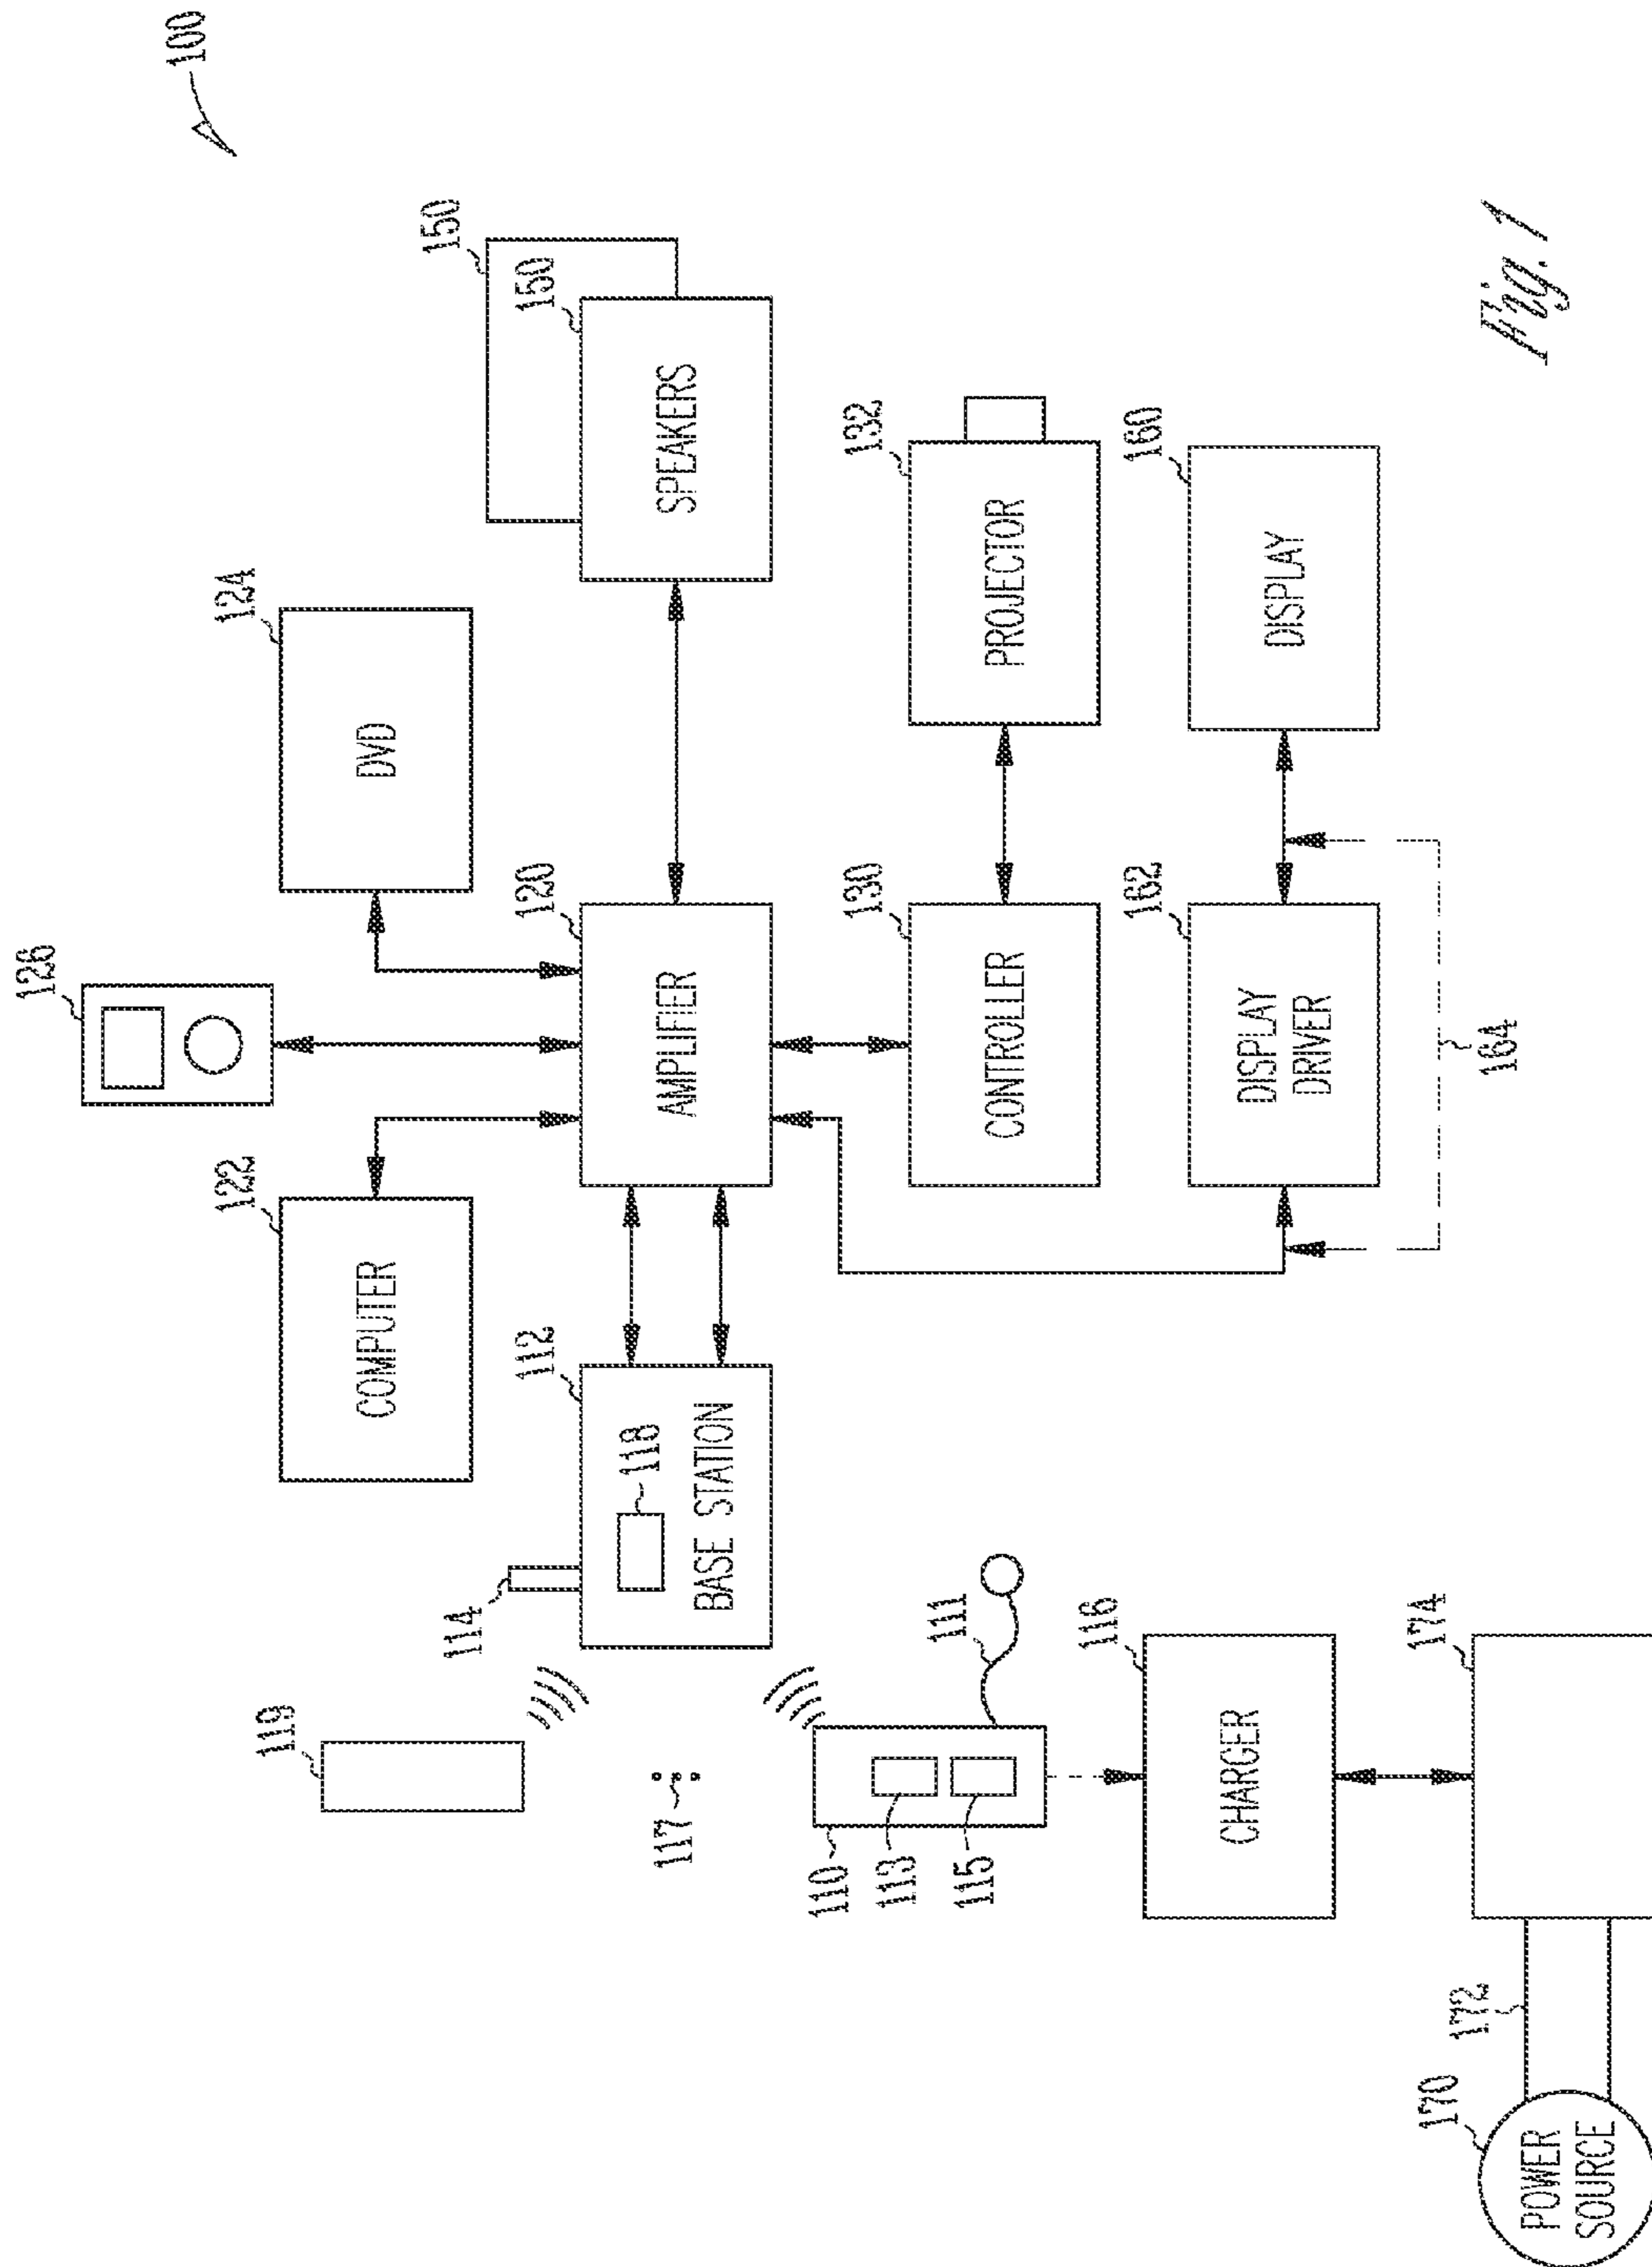 100
126
124
DVD
150
150
SPEAKERS
122
COMPUTER
120
AMPLIFIER
119
114
112
118
BASE STATION
117
130
CONTROLLER
132
PROJECTOR
110
113
115
111
162
DISPLAY
DRIVER
160
DISPLAY
164
116
CHARGER
174
172
170
POWER
SOURCE
Fig. 1